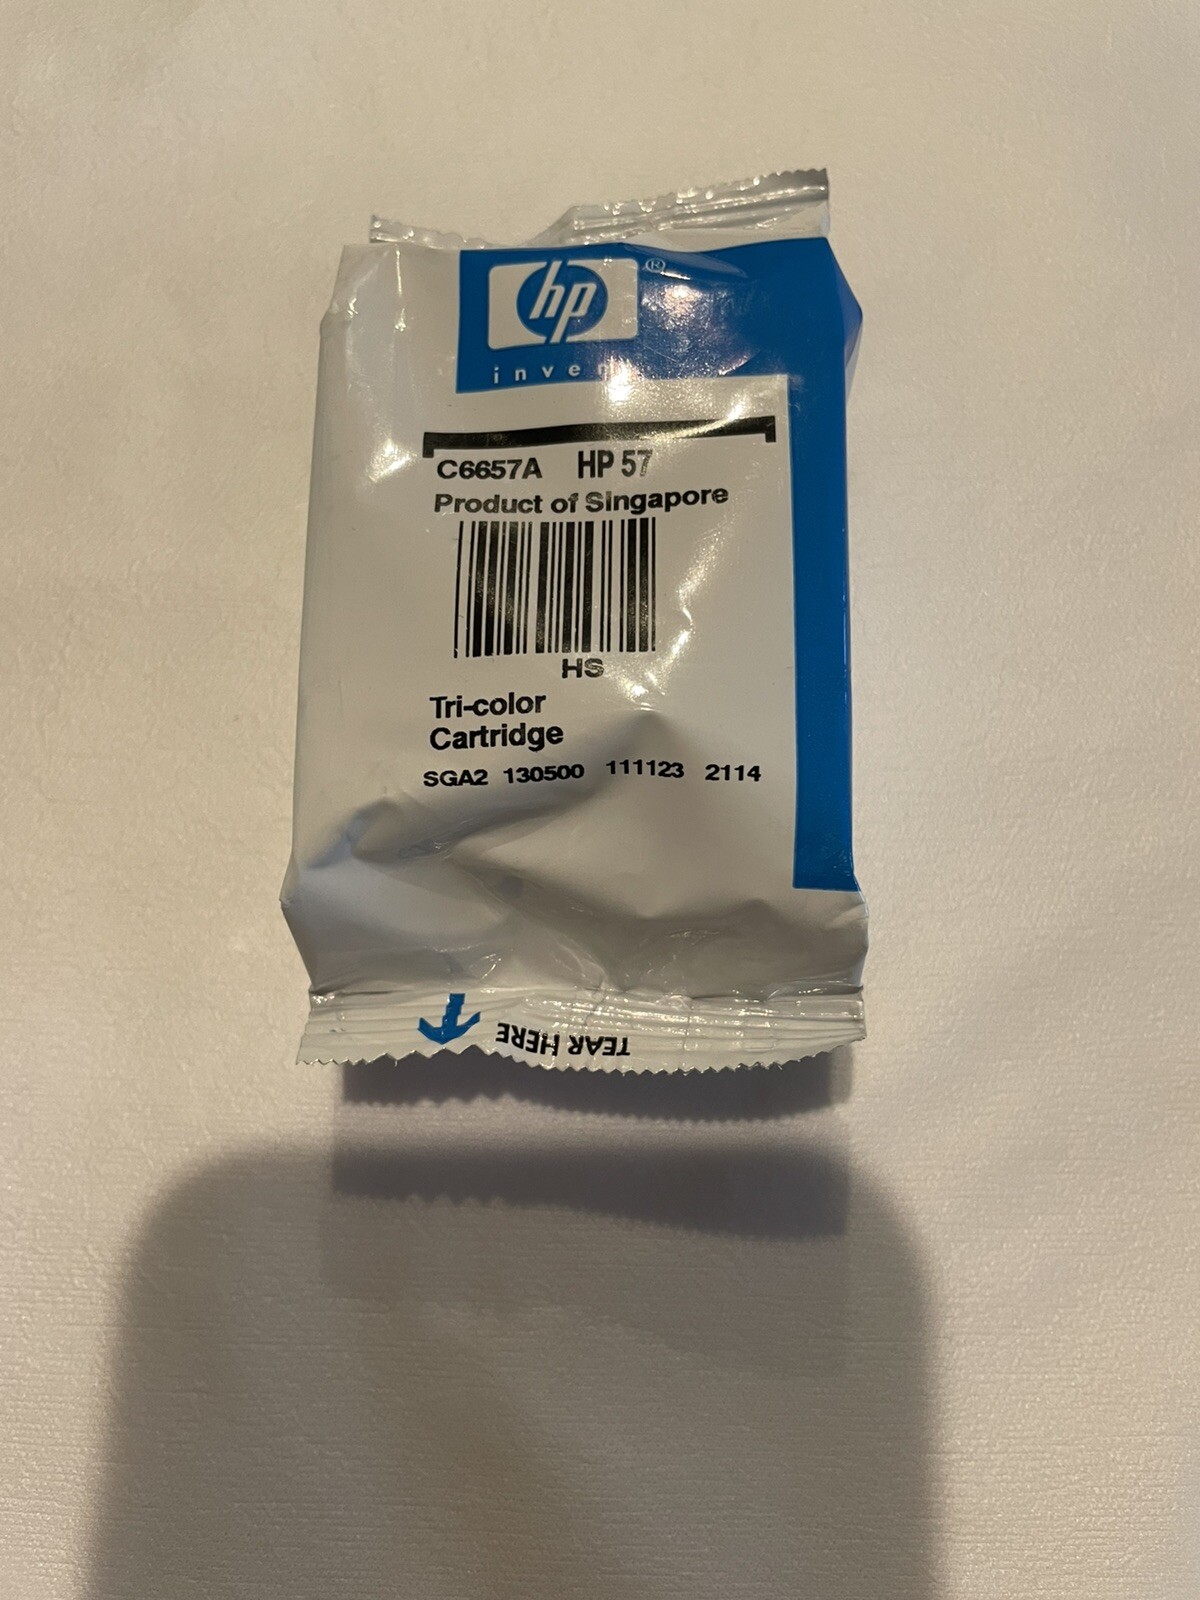 hp®
inven
C6657A HP 57
Product of Singapore
HS
Tri-color
Cartridge
SGA2 130500 111123 2114
TEAR HERE